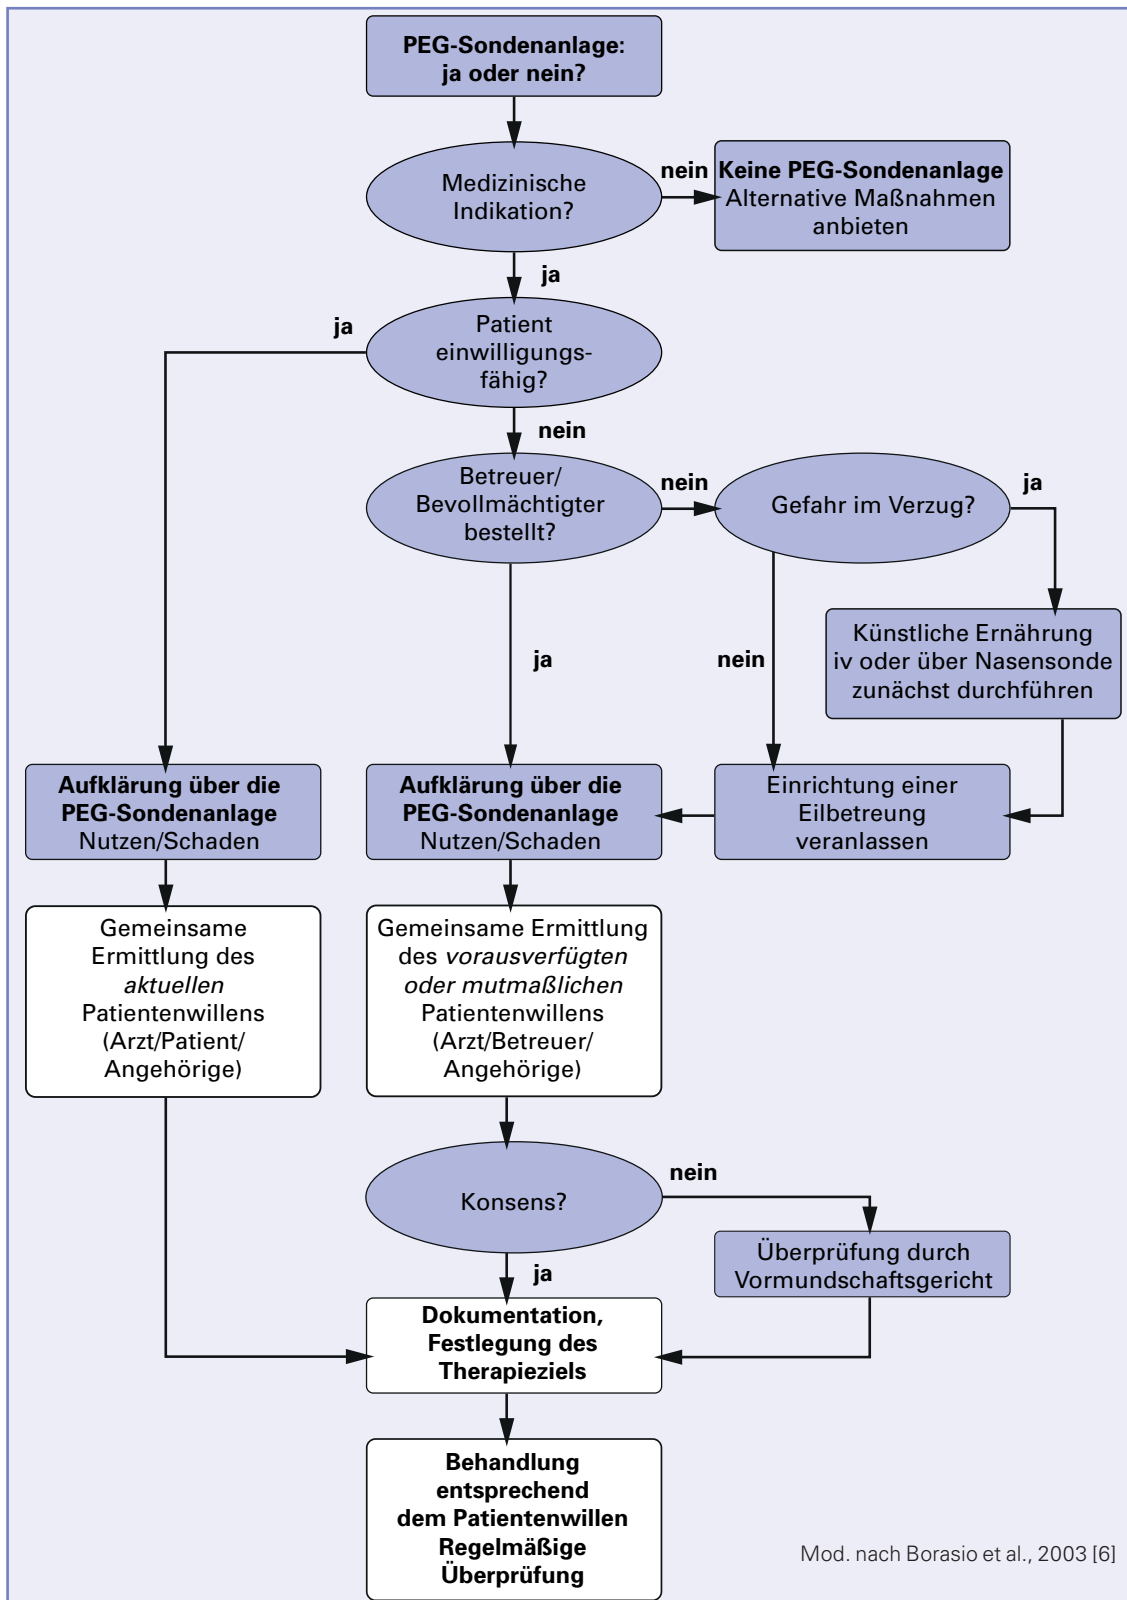 PEG-Sondenanlage:
ja oder nein?
Medizinische
Indikation?
nein
Keine PEG-Sondenanlage
Alternative Maßnahmen
anbieten
ja
ja
Patient
einwilligungs-
fähig?
nein
Betreuer/
Bevollmächtigter
bestellt?
nein
Gefahr im Verzug?
ja
Künstliche Ernährung
iv oder über Nasensonde
zunächst durchführen
ja
nein
Aufklärung über die
PEG-Sondenanlage
Nutzen/Schaden
Aufklärung über die
PEG-Sondenanlage
Nutzen/Schaden
Einrichtung einer
Eilbetreung
veranlassen
Gemeinsame
Ermittlung des
aktuellen
Patientenwillens
(Arzt/Patient/
Angehörige)
Gemeinsame Ermittlung
des vorausverfügten
oder mutmaßlichen
Patientenwillens
(Arzt/Betreuer/
Angehörige)
Konsens?
nein
Überprüfung durch
Vormundschaftsgericht
ja
Dokumentation,
Festlegung des
Therapieziels
Behandlung
entsprechend
dem Patientenwillen
Regelmäßige
Überprüfung
Mod. nach Borasio et al., 2003 [6]